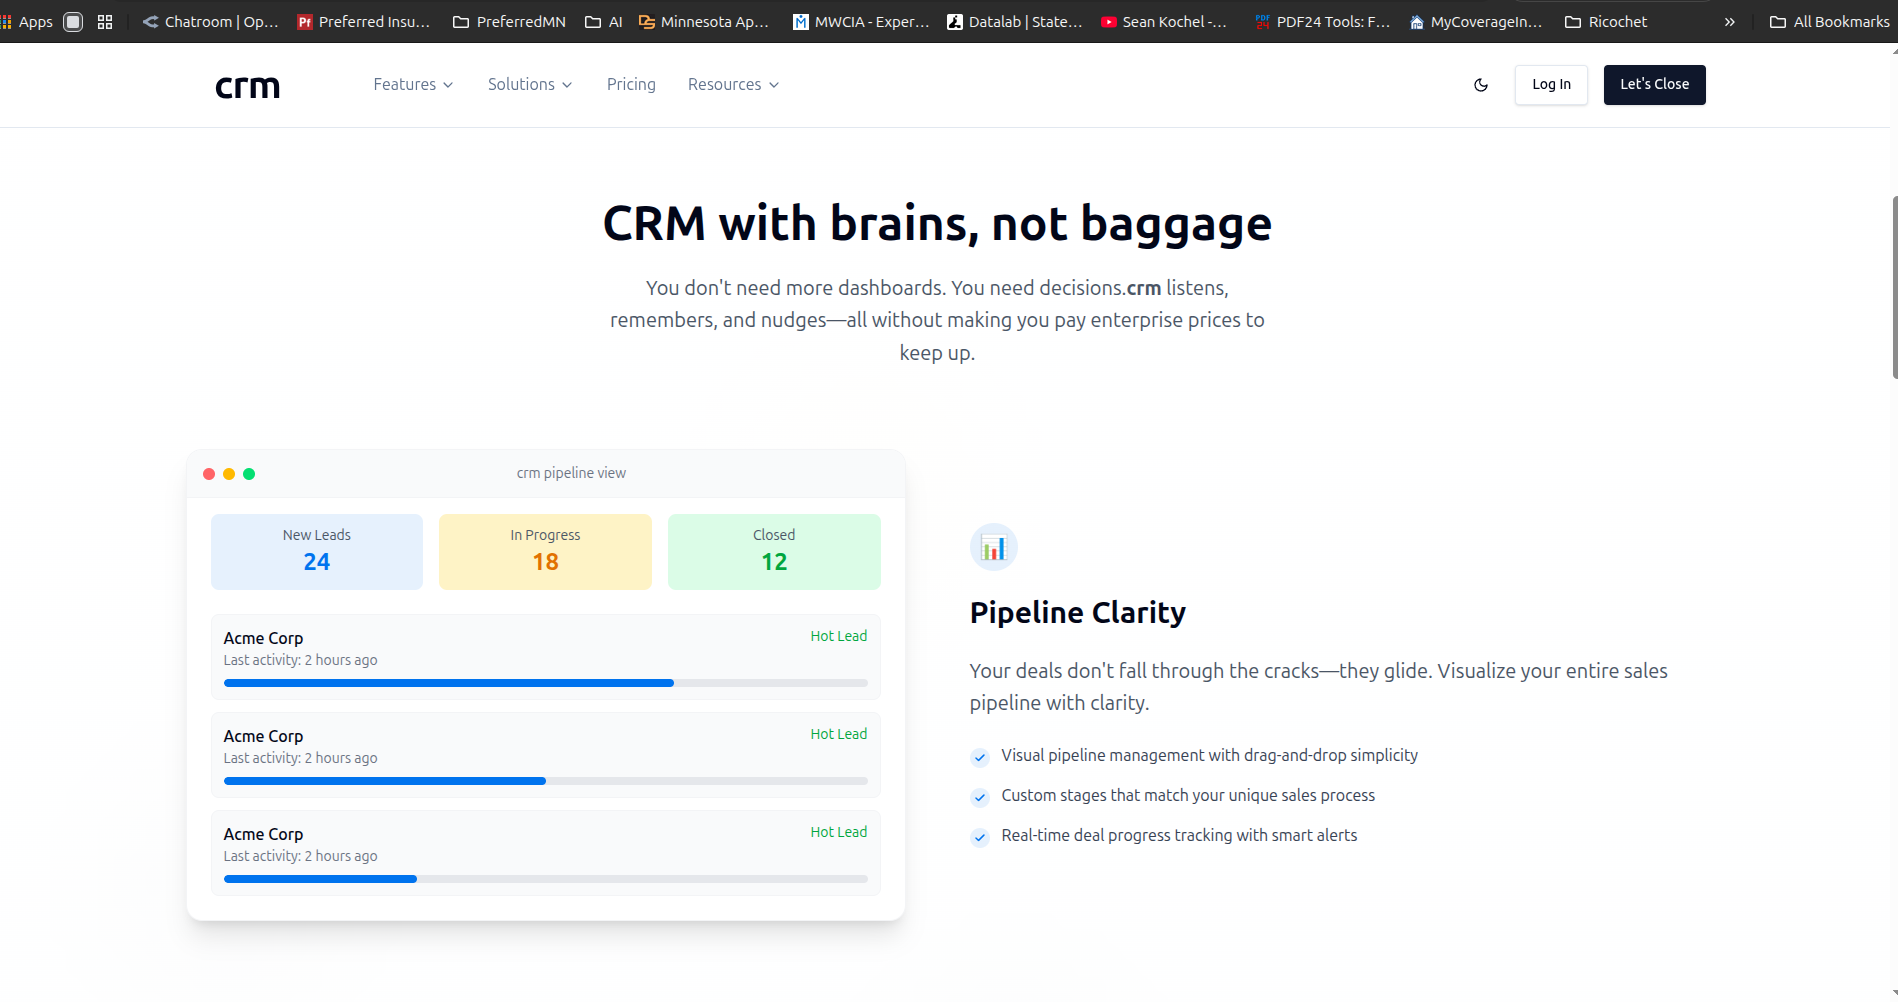 Apps Chatroom | Op... Preferred Insu... PreferredMN AI Minnesota Ap... MWCIA - Exper... Datalab | State... Sean Kochel -... PDF24 Tools: F... MyCoverageIn... Ricochet » All Bookmarks
crm Features Solutions Pricing Resources Log In Let's Close
CRM with brains, not baggage
You don't need more dashboards. You need decisions.crm listens,
remembers, and nudges—all without making you pay enterprise prices to
keep up.
crm pipeline view
New Leads In Progress Closed
24 18 12
Acme Corp Hot Lead
Last activity: 2 hours ago
Acme Corp Hot Lead
Last activity: 2 hours ago
Acme Corp Hot Lead
Last activity: 2 hours ago
Pipeline Clarity
Your deals don't fall through the cracks—they glide. Visualize your entire sales
pipeline with clarity.
Visual pipeline management with drag-and-drop simplicity
Custom stages that match your unique sales process
Real-time deal progress tracking with smart alerts